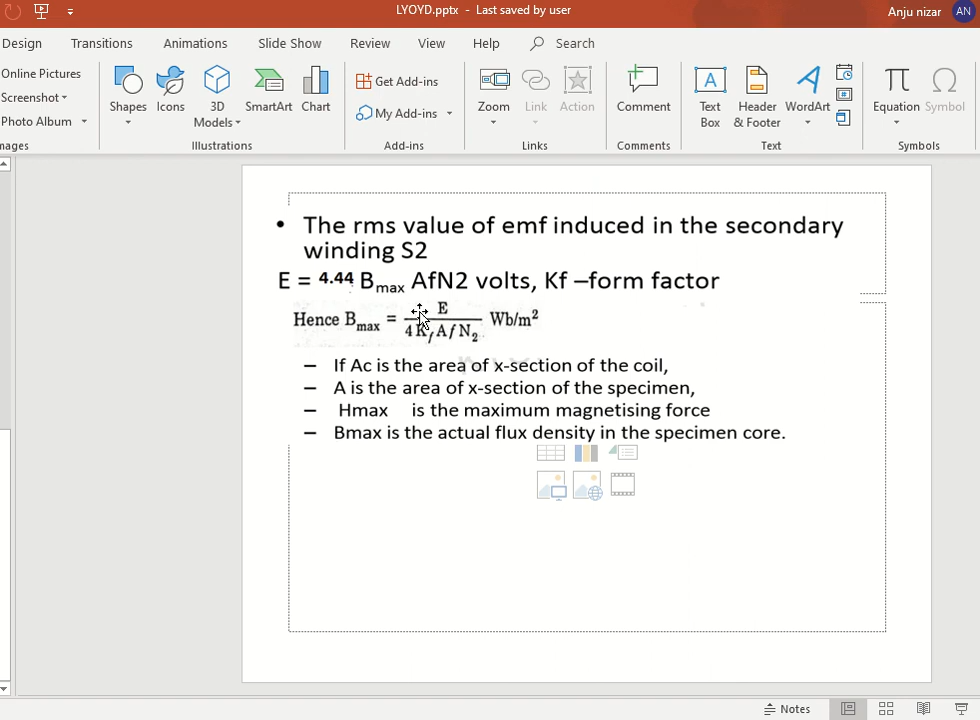 LYOYD.pptx - Last saved by user
Anju nizar
AN
Design Transitions Animations Slide Show Review View Help Search
Online Pictures
Screenshot
Photo Album
mages
Shapes
Icons
3D
Models
SmartArt
Chart
Illustrations
Get Add-ins
My Add-ins
Add-ins
Zoom
Link
Action
Links
Comment
Comments
Text
Box
Header
& Footer
WordArt
Text
Equation
Symbol
Symbols
• The rms value of emf induced in the secondary
winding S2
E = 4.44 Bmax AfN2 volts, Kf –form factor
Hence Bmax = E / 4 Kf A f N2 Wb/m²
– If Ac is the area of x-section of the coil,
– A is the area of x-section of the specimen,
– Hmax is the maximum magnetising force
– Bmax is the actual flux density in the specimen core.
Notes